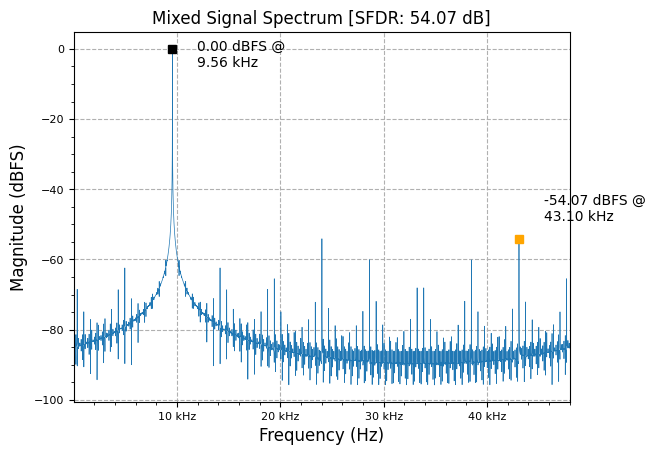 Mixed Signal Spectrum [SFDR: 54.07 dB]
0.00 dBFS @
9.56 kHz
-54.07 dBFS @
43.10 kHz
Magnitude (dBFS)
0
−20
−40
−60
−80
−100
10 kHz
20 kHz
30 kHz
40 kHz
Frequency (Hz)